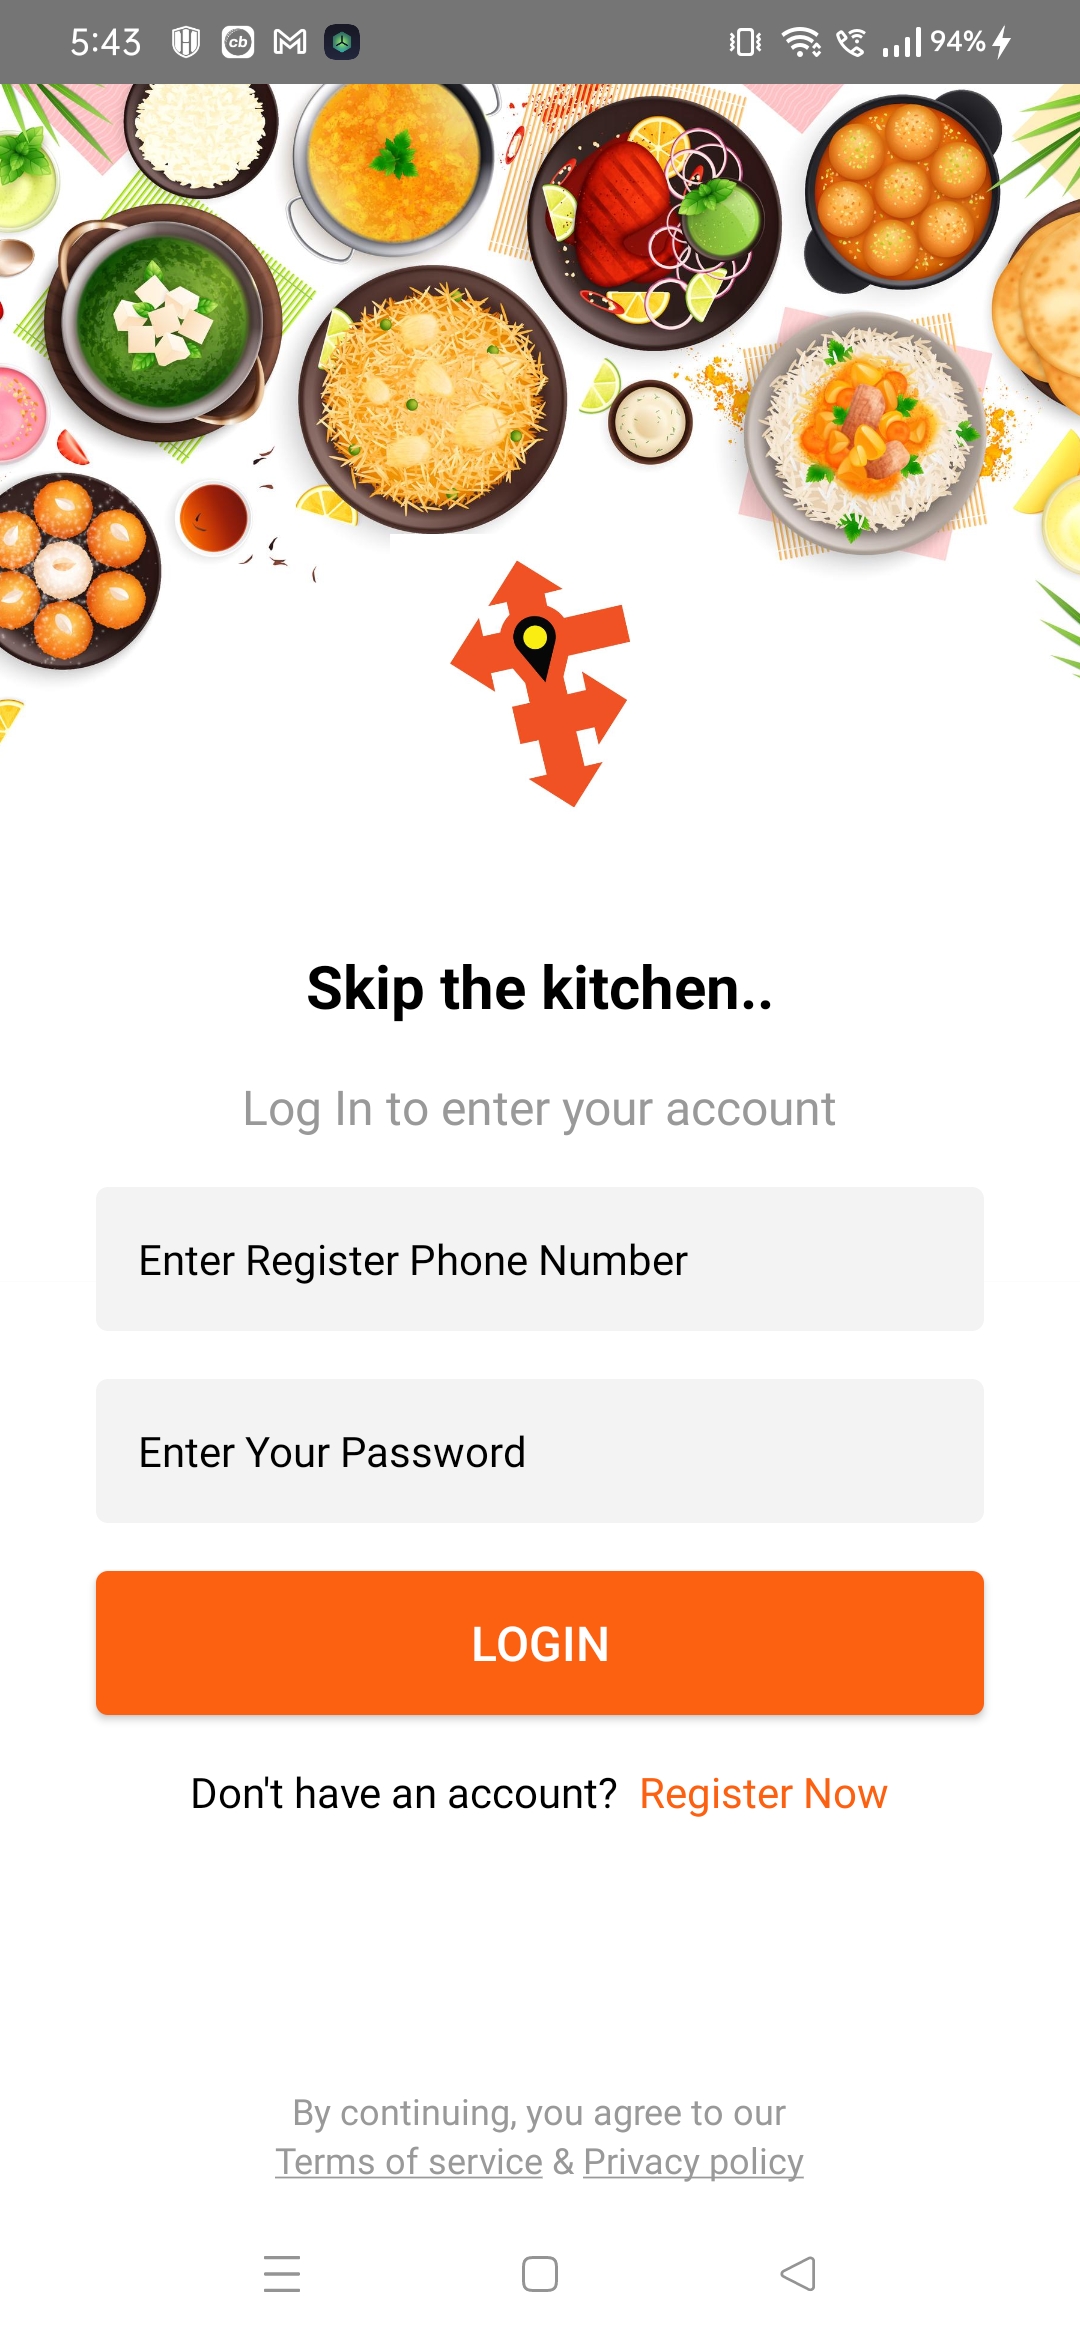 5:43 cb 94%
Skip the kitchen..
Log In to enter your account
Enter Register Phone Number
Enter Your Password
LOGIN
Don't have an account? Register Now
By continuing, you agree to our
Terms of service & Privacy policy